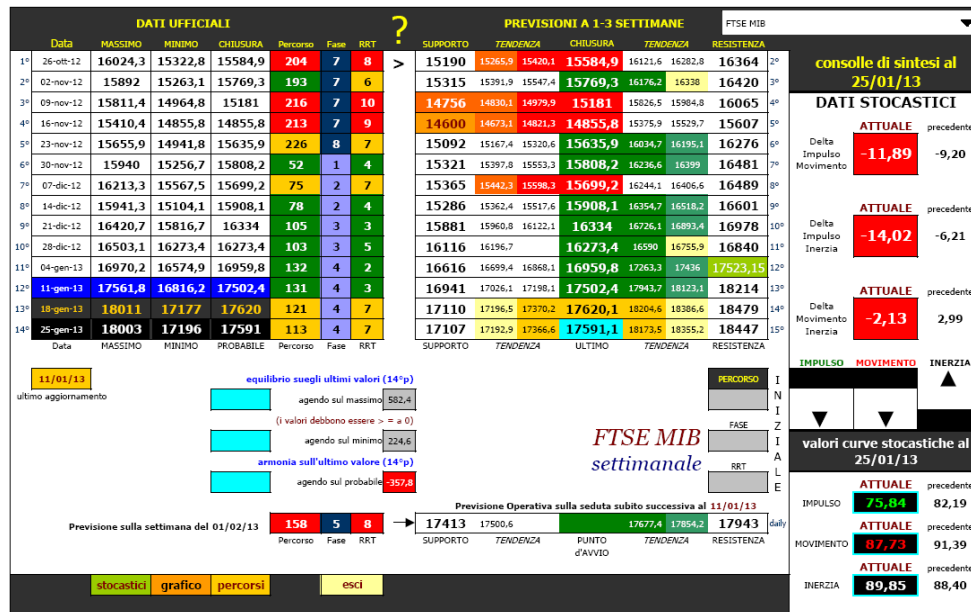 DATI UFFICIALI ? PREVISIONI A 1-3 SETTIMANE FTSE MIB
Data MASSIMO MINIMO CHIUSURA Percorso Fase RRT SUPPORTO TENDENZA CHIUSURA TENDENZA RESISTENZA
1° 26-ott-12 16024,3 15322,8 15584,9 204 7 8 > 15190 15265,9 15420,1 15584,9 16121,6 16282,8 16364 2°
2° 02-nov-12 15892 15263,1 15769,3 193 7 6 15315 15391,9 15547,4 15769,3 16176,2 16338 16420 3°
3° 09-nov-12 15811,4 14964,8 15181 216 7 10 14756 14830,1 14979,9 15181 15826,5 15984,8 16065 4°
4° 16-nov-12 15410,4 14855,8 14855,8 213 7 9 14600 14673,1 14821,3 14855,8 15375,9 15529,7 15607 5°
5° 23-nov-12 15655,9 14941,8 15635,9 226 8 7 15092 15167,4 15320,6 15635,9 16034,7 16195,1 16276 6°
6° 30-nov-12 15940 15256,7 15808,2 52 1 4 15321 15397,8 15553,3 15808,2 16236,6 16399 16481 7°
7° 07-dic-12 16213,3 15567,5 15699,2 75 2 7 15365 15442,3 15598,3 15699,2 16244,1 16406,6 16489 8°
8° 14-dic-12 15941,3 15104,1 15908,1 78 2 4 15286 15362,4 15517,6 15908,1 16354,7 16518,2 16601 9°
9° 21-dic-12 16420,7 15816,7 16334 105 3 3 15881 15960,8 16122,1 16334 16726,1 16893,4 16978 10°
10° 28-dic-12 16503,1 16273,4 16273,4 103 3 5 16116 16196,7 16273,4 16590 16755,9 16840 11°
11° 04-gen-13 16970,2 16574,9 16959,8 132 4 2 16616 16699,4 16868,1 16959,8 17263,3 17436 17523,15 12°
12° 11-gen-13 17561,8 16816,2 17502,4 131 4 3 16941 17026,1 17198,1 17502,4 17943,7 18123,1 18214 13°
13° 18-gen-13 18011 17177 17620 121 4 7 17110 17196,5 17370,2 17620,1 18204,6 18386,6 18479 14°
14° 25-gen-13 18003 17196 17591 113 4 7 17107 17192,9 17366,6 17591,1 18173,5 18355,2 18447 15°
Data MASSIMO MINIMO PROBABILE Percorso Fase RRT SUPPORTO TENDENZA ULTIMO TENDENZA RESISTENZA
11/01/13
ultimo aggiornamento
equilibrio suegli ultimi valori (14°p)
agendo sul massimo 582,4
(i valori debbono essere > = a 0)
agendo sul minimo 224,6
armonia sull'ultimo valore (14°p)
agendo sul probabile -357,8
FTSE MIB
settimanale
PERCORSO
FASE
RRT
INIZIALE
Previsione Operativa sulla seduta subito successiva al 11/01/13
Previsione sulla settimana del 01/02/13 158 5 8 → 17413 17500,6 17677,4 17854,2 17943 daily
Percorso Fase RRT SUPPORTO TENDENZA PUNTO D'AVVIO TENDENZA RESISTENZA
stocastici grafico percorsi esci
consolle di sintesi al
25/01/13
DATI STOCASTICI
ATTUALE precedente
Delta Impulso Movimento -11,89 -9,20
ATTUALE precedente
Delta Impulso Inerzia -14,02 -6,21
ATTUALE precedente
Delta Movimento Inerzia -2,13 2,99
IMPULSO MOVIMENTO INERZIA
▼ ▼ ▲
valori curve stocastiche al
25/01/13
ATTUALE precedente
IMPULSO 75,84 82,19
ATTUALE precedente
MOVIMENTO 87,73 91,39
ATTUALE precedente
INERZIA 89,85 88,40